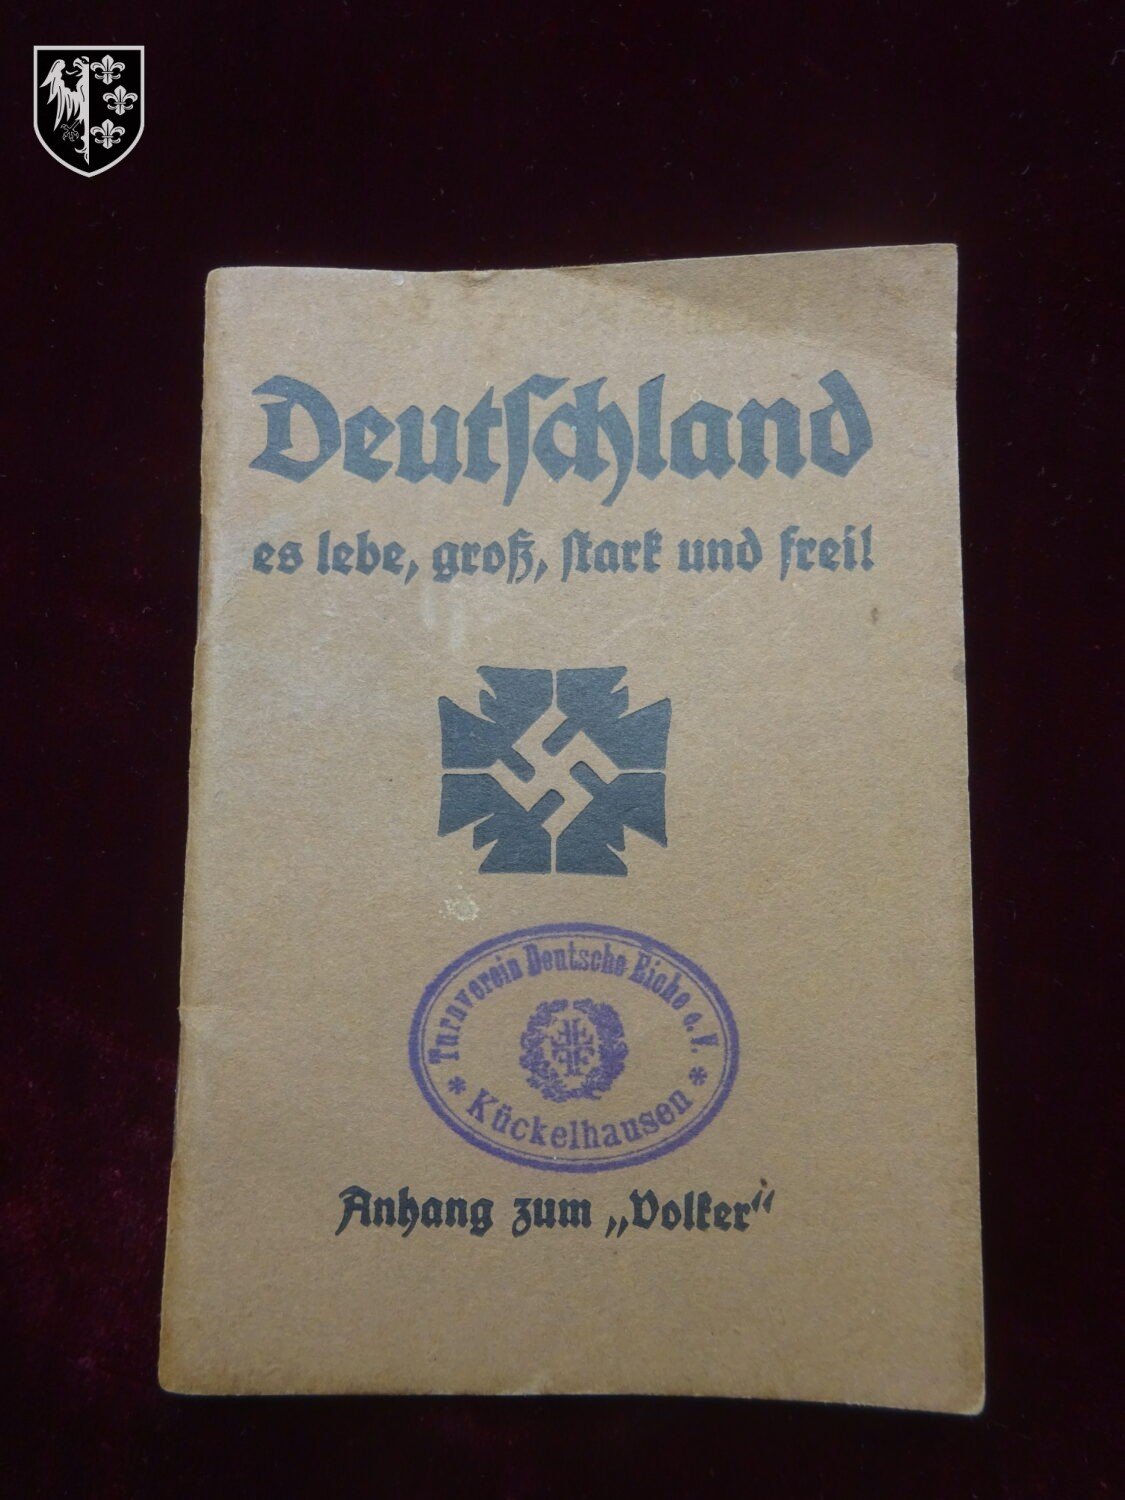 Deutschland
es lebe, groß, stark und frei!
Turnverein Deutsche Eiche e.V.
* Kückelhausen *
Anhang zum „Volker“